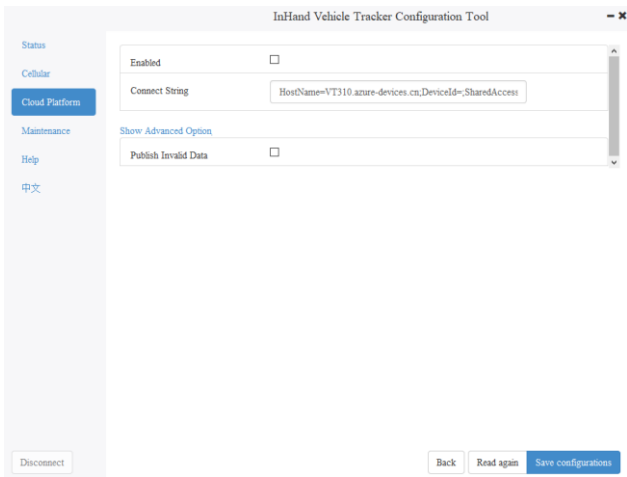 InHand Vehicle Tracker Configuration Tool
Status
Cellular
Cloud Platform
Maintenance
Help
中文
Enabled
Connect String
HostName=VT310.azure-devices.cn;DeviceId=;SharedAccess
Show Advanced Option
Publish Invalid Data
Disconnect
Back
Read again
Save configurations